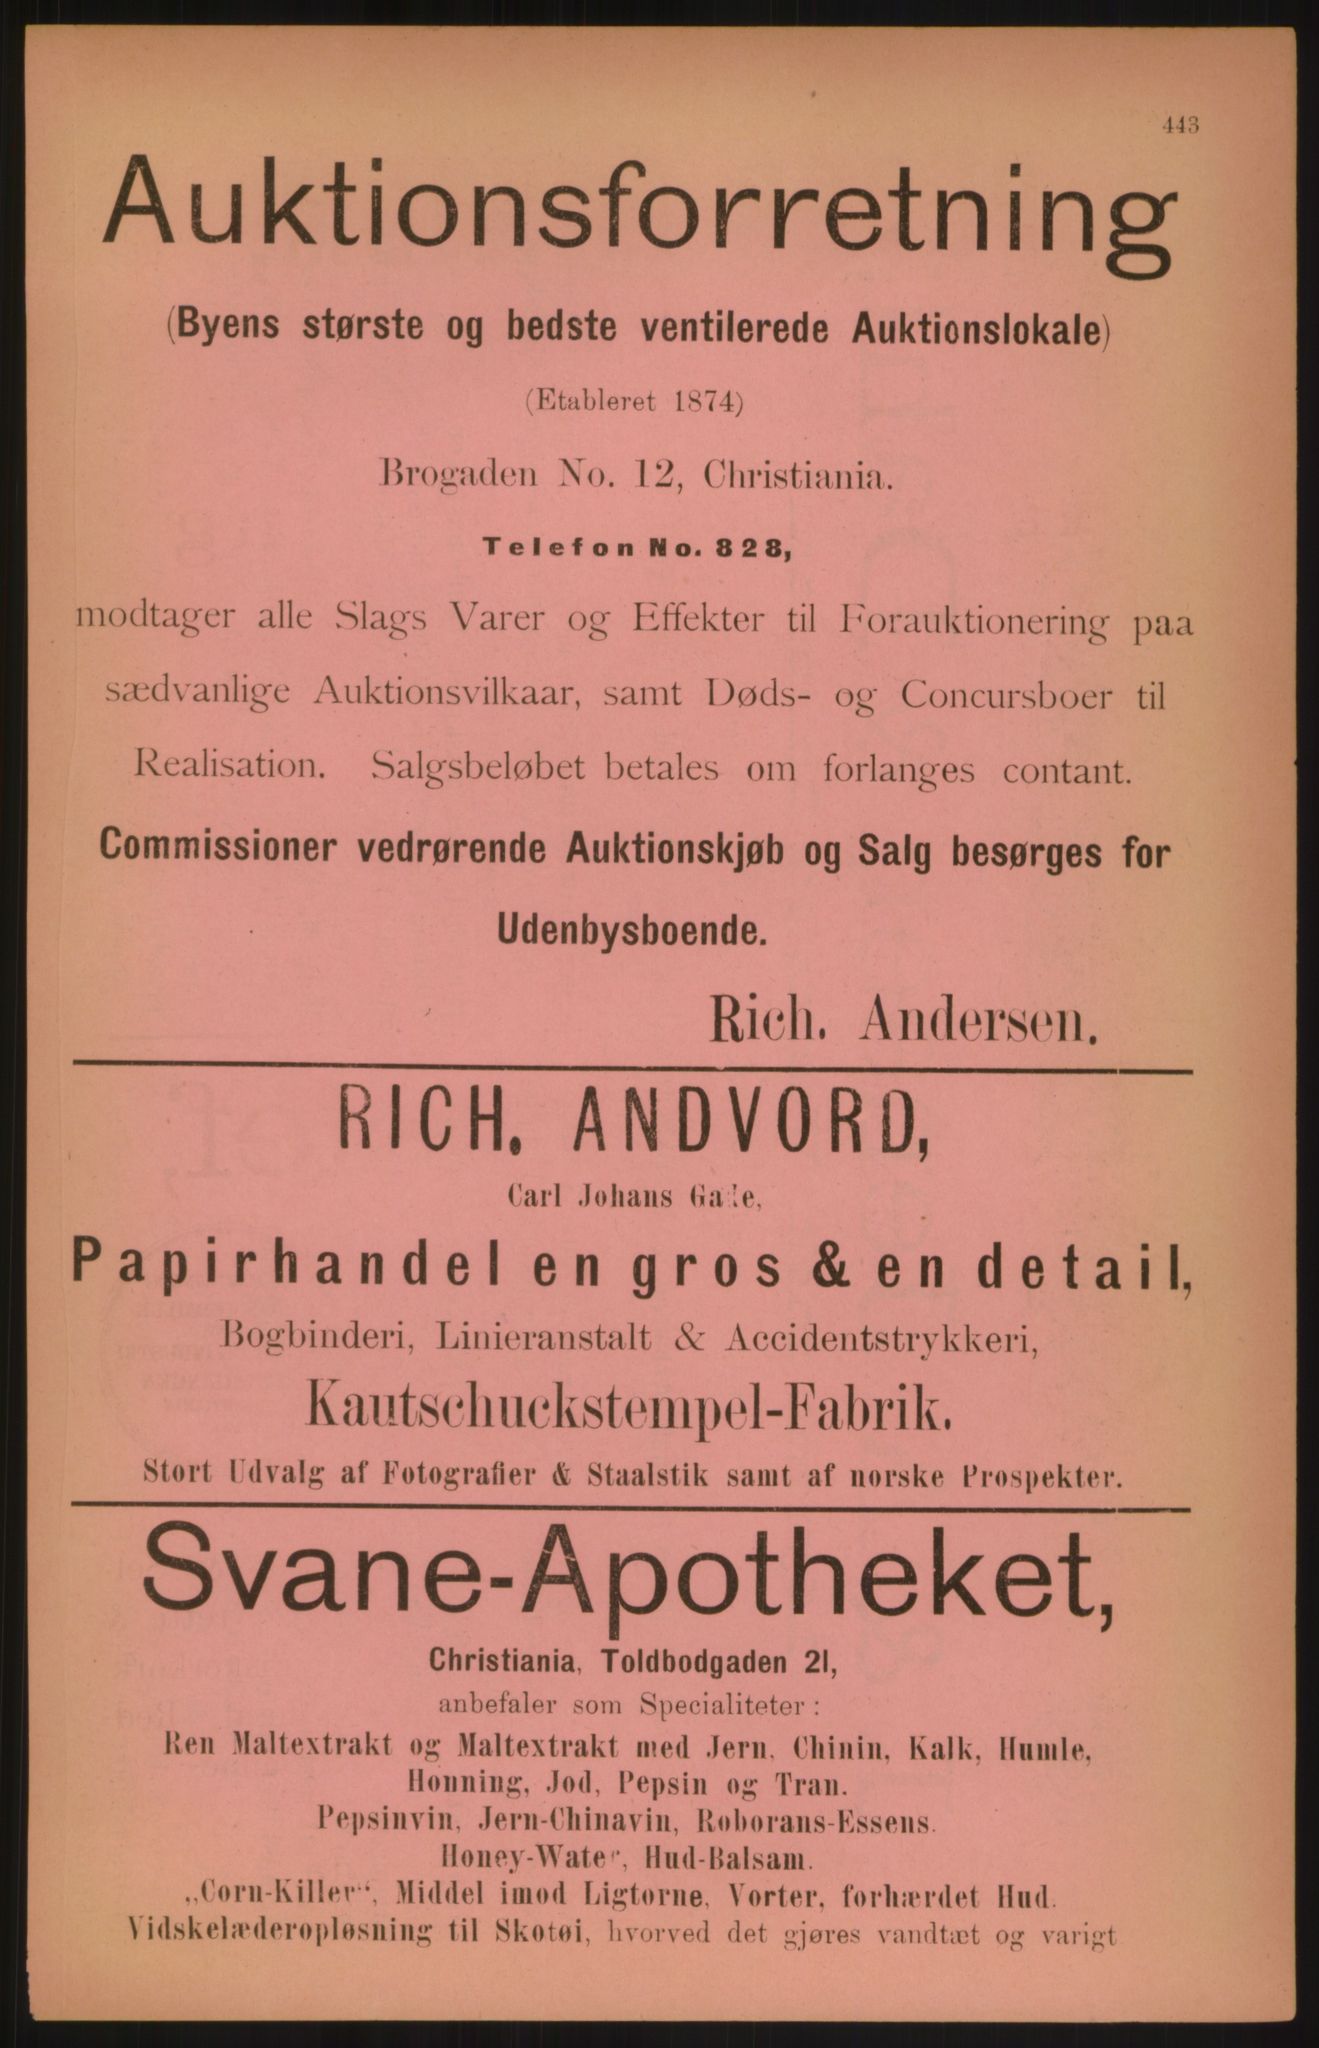 443
Auktionsforretning
(Byens største og bedste ventilerede Auktionslokale)
(Etableret 1874)
Brogaden No. 12, Christiania.
Telefon No. 828,
modtager alle Slags Varer og Effekter til Forauktionering paa
sædvanlige Auktionsvilkaar, samt Døds- og Concursboer til
Realisation. Salgsbeløbet betales om forlanges contant.
Commissioner vedrørende Auktionskjøb og Salg besørges for
Udenbysboende.
Rich. Andersen.
RICH. ANDVORD,
Carl Johans Gade,
Papirhandel en gros & en detail,
Bogbinderi, Linieranstalt & Accidentstrykkeri,
Kautschuckstempel-Fabrik.
Stort Udvalg af Fotografier & Staalstik samt af norske Prospekter.
Svane-Apotheket,
Christiania, Toldbodgaden 21,
anbefaler som Specialiteter:
Ren Maltextrakt og Maltextrakt med Jern, Chinin, Kalk, Humle,
Honning, Jod, Pepsin og Tran.
Pepsinvin, Jern-Chinavin, Roborans-Essens.
Honey-Water, Hud-Balsam.
„Corn-Killer“, Middel imod Ligtorne, Vorter, forhærdet Hud.
Vidskelæderopløsning til Skotøi, hvorved det gjøres vandtæt og varigt